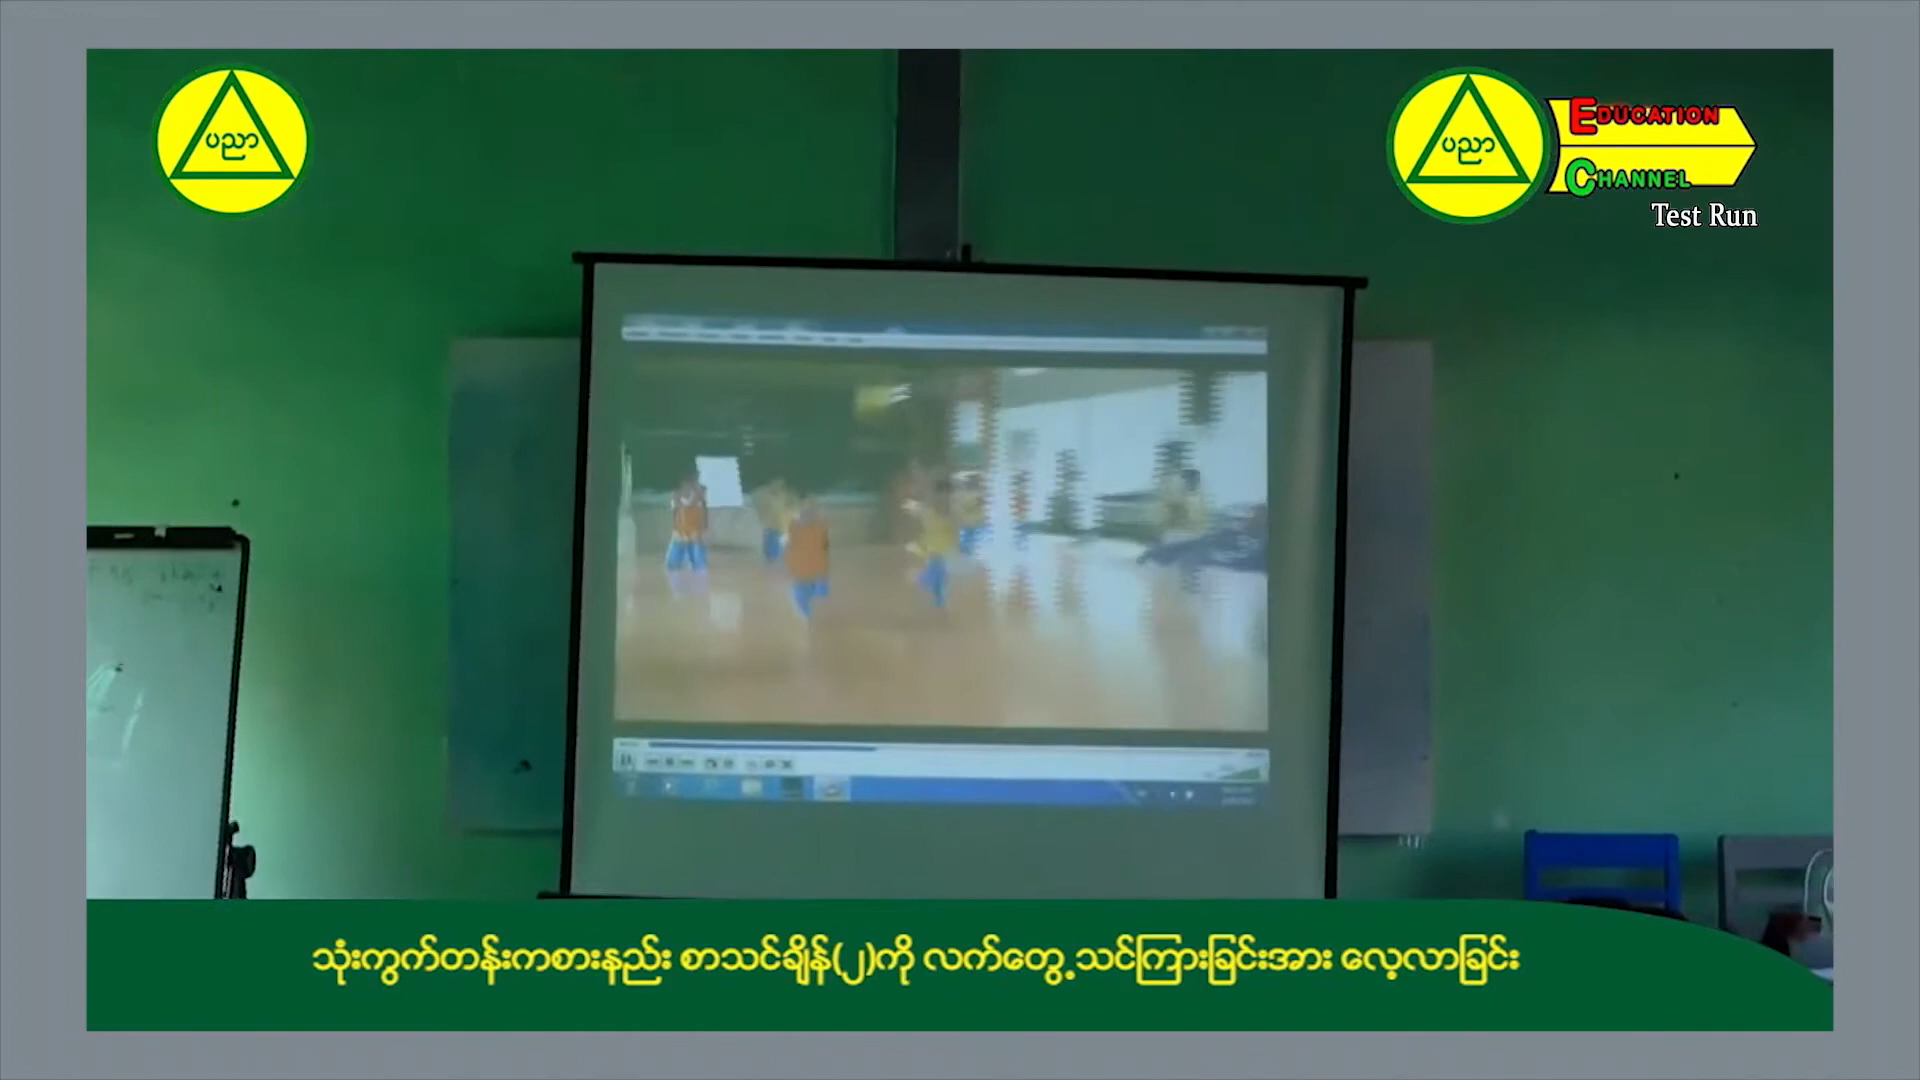 ပညာ
ပညာ
EDUCATION
CHANNEL
Test Run
သုံးကွက်တန်းကစားနည်း စာသင်ချိန်(၂)ကို လက်တွေ့သင်ကြားခြင်းအား လေ့လာခြင်း